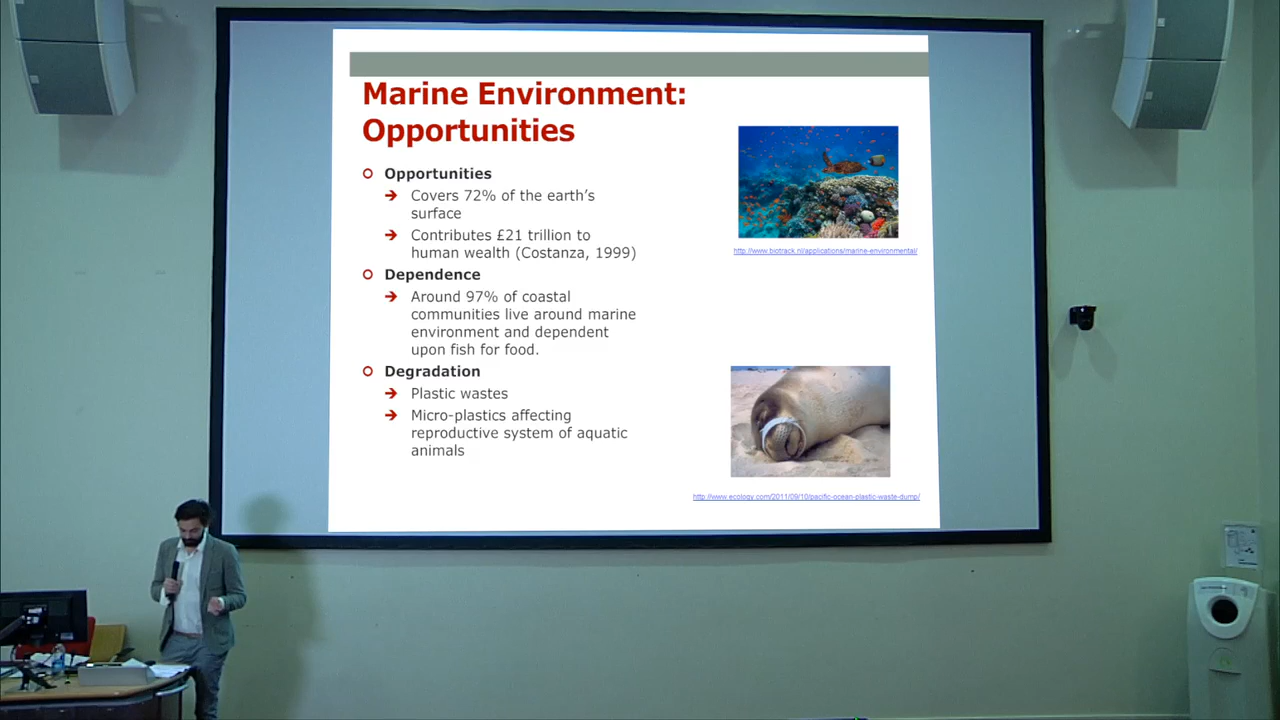 Marine Environment:
Opportunities
Opportunities
Covers 72% of the earth's
surface
Contributes £21 trillion to
human wealth (Costanza, 1999)
Dependence
Around 97% of coastal
communities live around marine
environment and dependent
upon fish for food.
Degradation
Plastic wastes
Micro-plastics affecting
reproductive system of aquatic
animals
http://www.biotrack.nl/applications/marine-environmental/
http://www.ecology.com/2011/09/10/pacific-ocean-plastic-waste-dump/